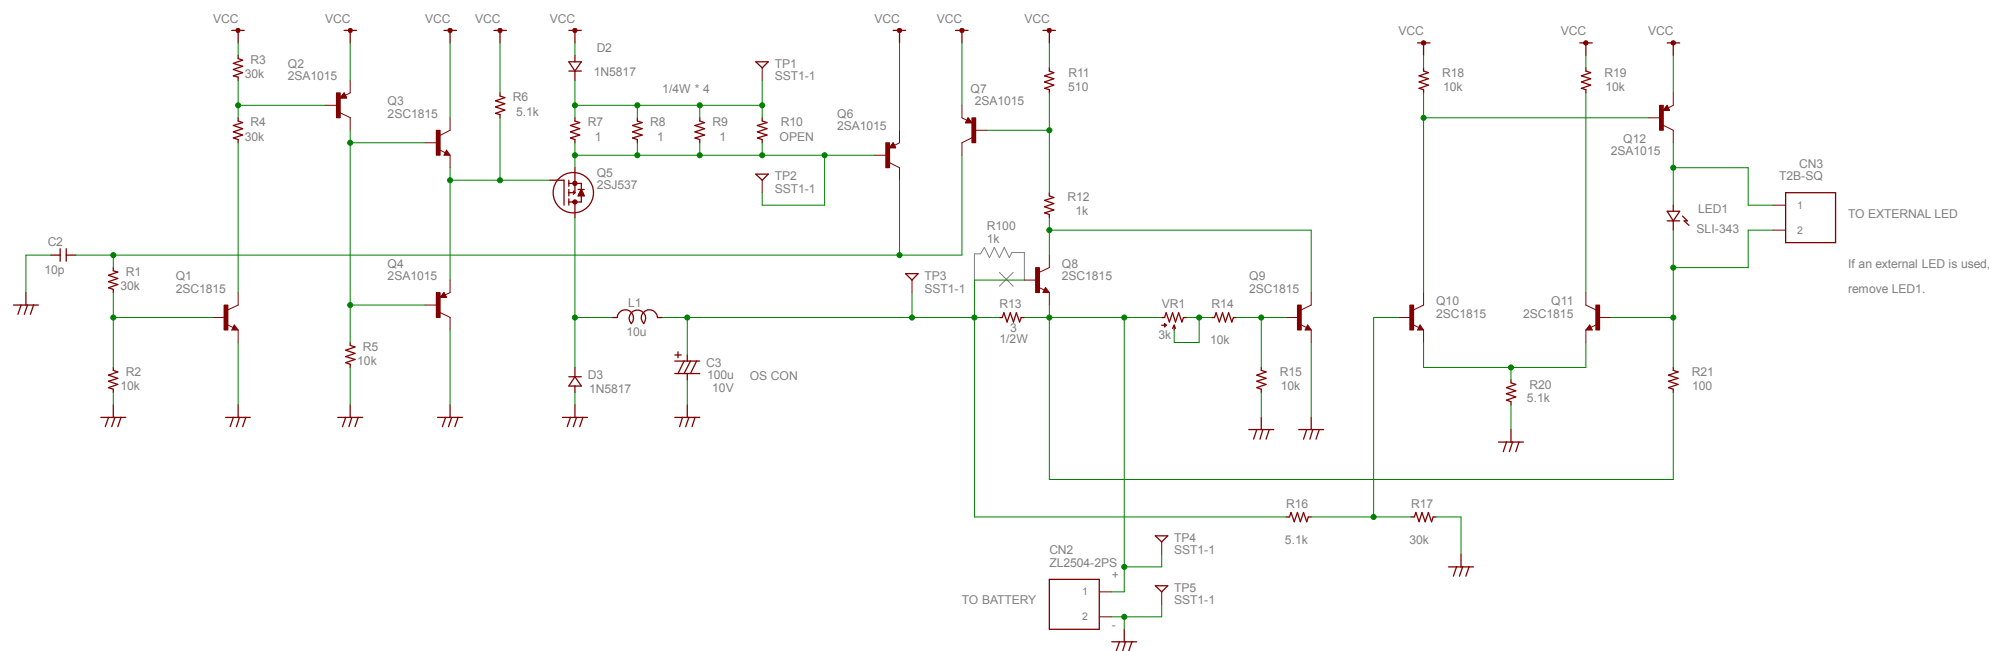 VCC
VCC
VCC
VCC
VCC
VCC
VCC
VCC
VCC
VCC
VCC
R3
30k
Q2
2SA1015
Q3
2SC1815
R4
30k
R6
5.1k
D2
1N5817
1/4W * 4
TP1
SST1-1
R7
1
R8
1
R9
1
R10
OPEN
Q6
2SA1015
Q7
2SA1015
R11
510
Q5
2SJ537
TP2
SST1-1
R12
1k
R18
10k
R19
10k
Q12
2SA1015
CN3
T2B-SQ
1
2
TO EXTERNAL LED
LED1
SLI-343
If an external LED is used,
remove LED1.
C2
10p
R1
30k
Q1
2SC1815
Q4
2SA1015
R100
1k
Q8
2SC1815
TP3
SST1-1
L1
10u
R13
3
1/2W
VR1
3k
R14
10k
Q9
2SC1815
Q10
2SC1815
Q11
2SC1815
R2
10k
R5
10k
D3
1N5817
+
C3
100u
10V
OS CON
R15
10k
R20
5.1k
R21
100
R16
5.1k
R17
30k
CN2
ZL2504-2PS
+
1
2
-
TO BATTERY
TP4
SST1-1
TP5
SST1-1